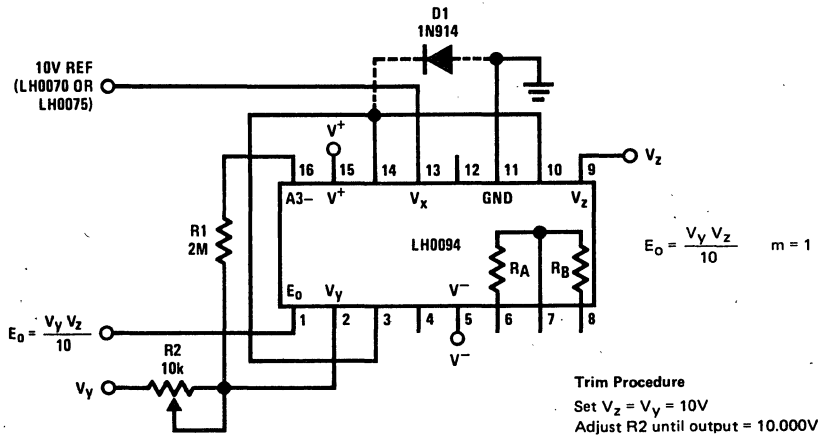 D1
1N914
10V REF
(LH0070 OR
LH0075)
V+
16 15 14 13 12 11 10 9
Vz
A3– V+ Vx GND Vz
R1
2M
LH0094
RA RB
Eo = Vy Vz / 10 m = 1
Eo Vy V–
1 2 3 4 5 6 7 8
Eo = Vy Vz / 10
V–
R2
10k
Vy
Trim Procedure
Set Vz = Vy = 10V
Adjust R2 until output = 10.000V